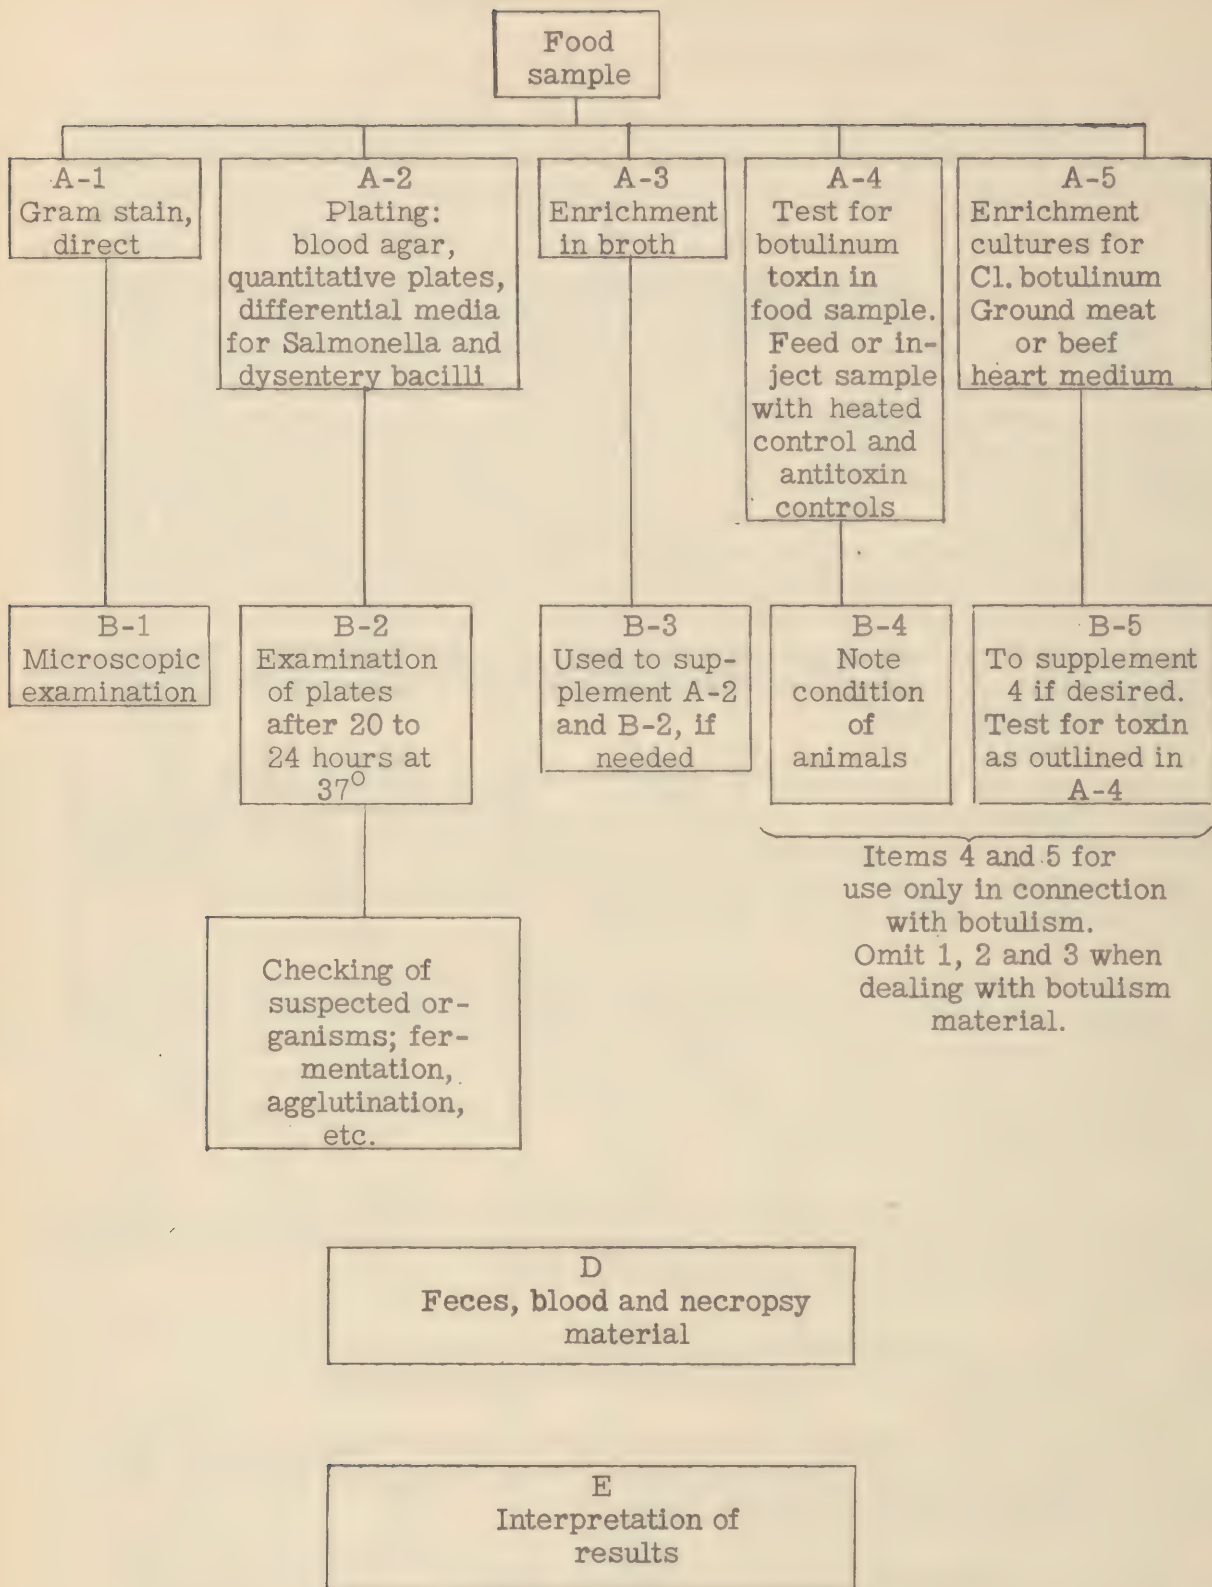 Food
sample
A-1
Gram stain,
direct
A-2
Plating:
blood agar,
quantitative plates,
differential media
for Salmonella and
dysentery bacilli
A-3
Enrichment
in broth
A-4
Test for
botulinum
toxin in
food sample.
Feed or in-
ject sample
with heated
control and
antitoxin
controls
A-5
Enrichment
cultures for
Cl. botulinum
Ground meat
or beef
heart medium
B-1
Microscopic
examination
B-2
Examination
of plates
after 20 to
24 hours at
37°
B-3
Used to sup-
plement A-2
and B-2, if
needed
B-4
Note
condition
of
animals
B-5
To supplement
4 if desired.
Test for toxin
as outlined in
A-4
Items 4 and 5 for
use only in connection
with botulism.
Omit 1, 2 and 3 when
dealing with botulism
material.
Checking of
suspected or-
ganisms; fer-
mentation,
agglutination,
etc.
D
Feces, blood and necropsy
material
E
Interpretation of
results